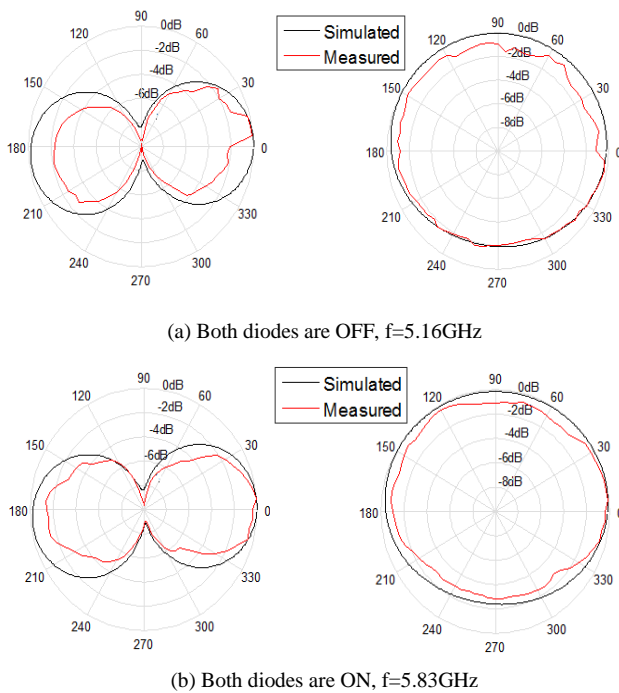 90
0dB
120
60
-2dB
-4dB
150
30
-6dB
180
0
210
330
240
300
270
Simulated
Measured
90
0dB
120
60
-2dB
150
-4dB
30
-6dB
-8dB
180
0
210
330
240
300
270
(a) Both diodes are OFF, f=5.16GHz
90
0dB
120
60
-2dB
-4dB
150
30
-6dB
180
0
210
330
240
300
270
Simulated
Measured
90
0dB
120
60
-2dB
150
-4dB
30
-6dB
-8dB
180
0
210
330
240
300
270
(b) Both diodes are ON, f=5.83GHz